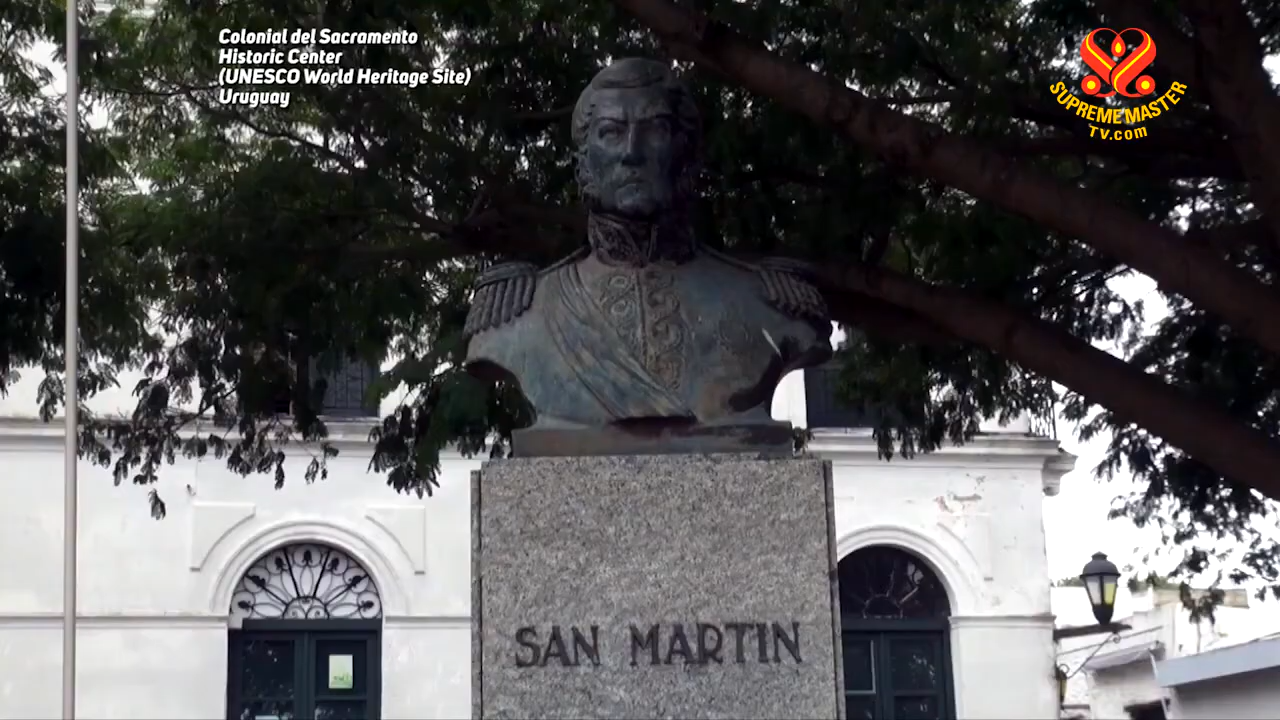 Colonial del Sacramento
Historic Center
(UNESCO World Heritage Site)
Uruguay
SUPREME MASTER
TV.com
SAN MARTIN